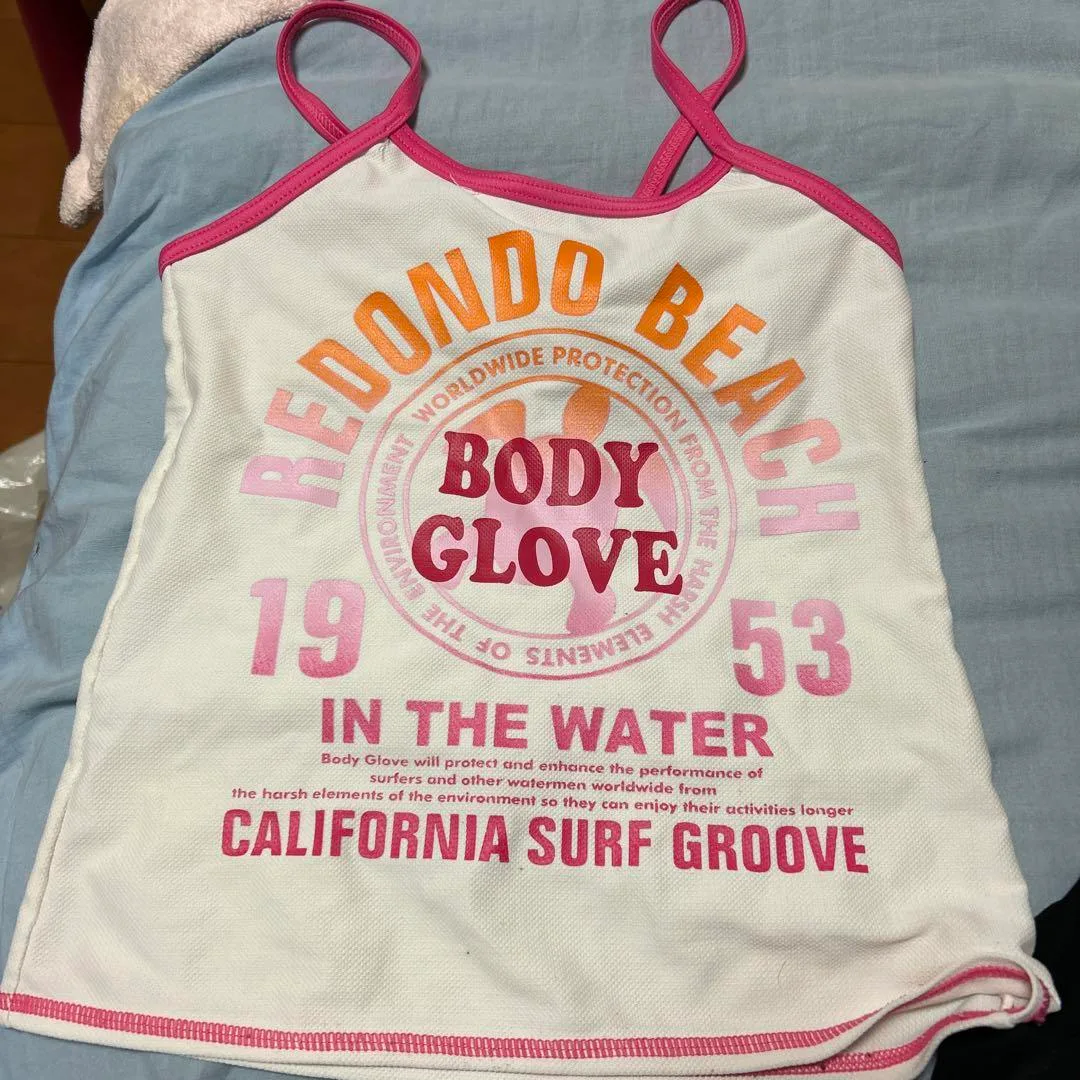 REDONDO BEACH
WORLDWIDE PROTECTION FROM THE HARSH ELEMENTS OF THE ENVIRONMENT
BODY
GLOVE
19 53
IN THE WATER
Body Glove will protect and enhance the performance of
surfers and other watermen worldwide from
the harsh elements of the environment so they can enjoy their activities longer
CALIFORNIA SURF GROOVE